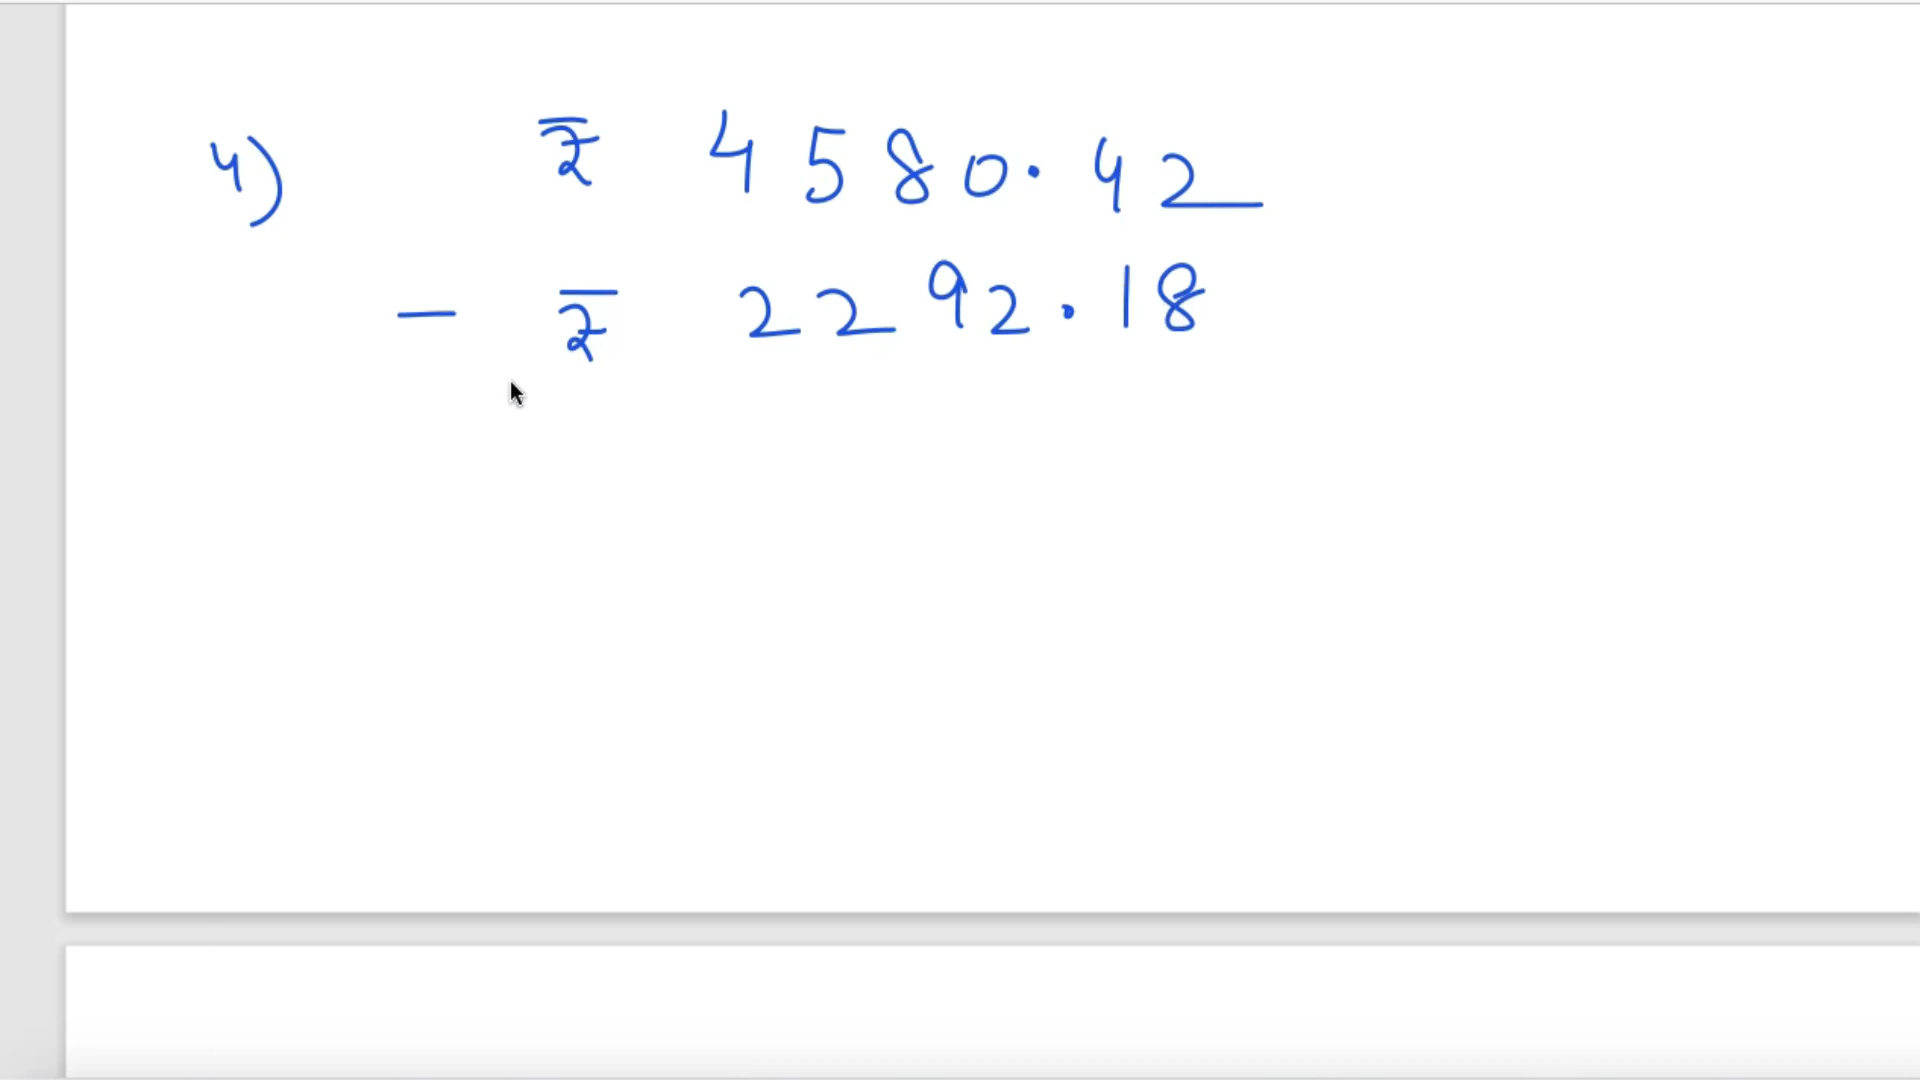 4) ₹ 4580.42
- ₹ 2292.18